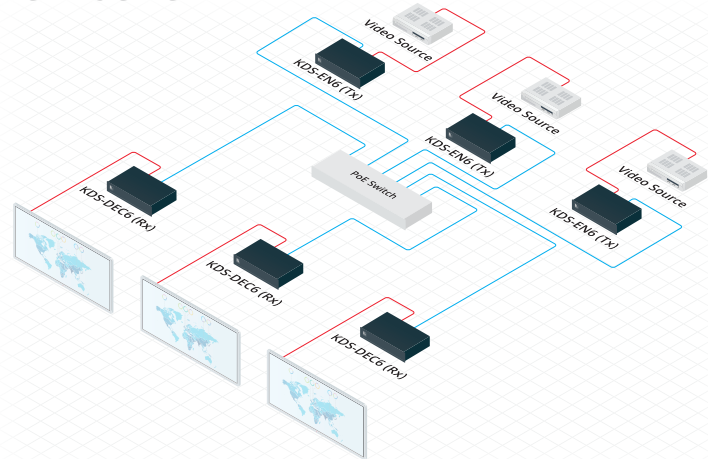 Video Source
KDS-EN6 (Tx)
Video Source
KDS-EN6 (Tx)
Video Source
KDS-EN6 (Tx)
PoE Switch
KDS-DEC6 (Rx)
KDS-DEC6 (Rx)
KDS-DEC6 (Rx)